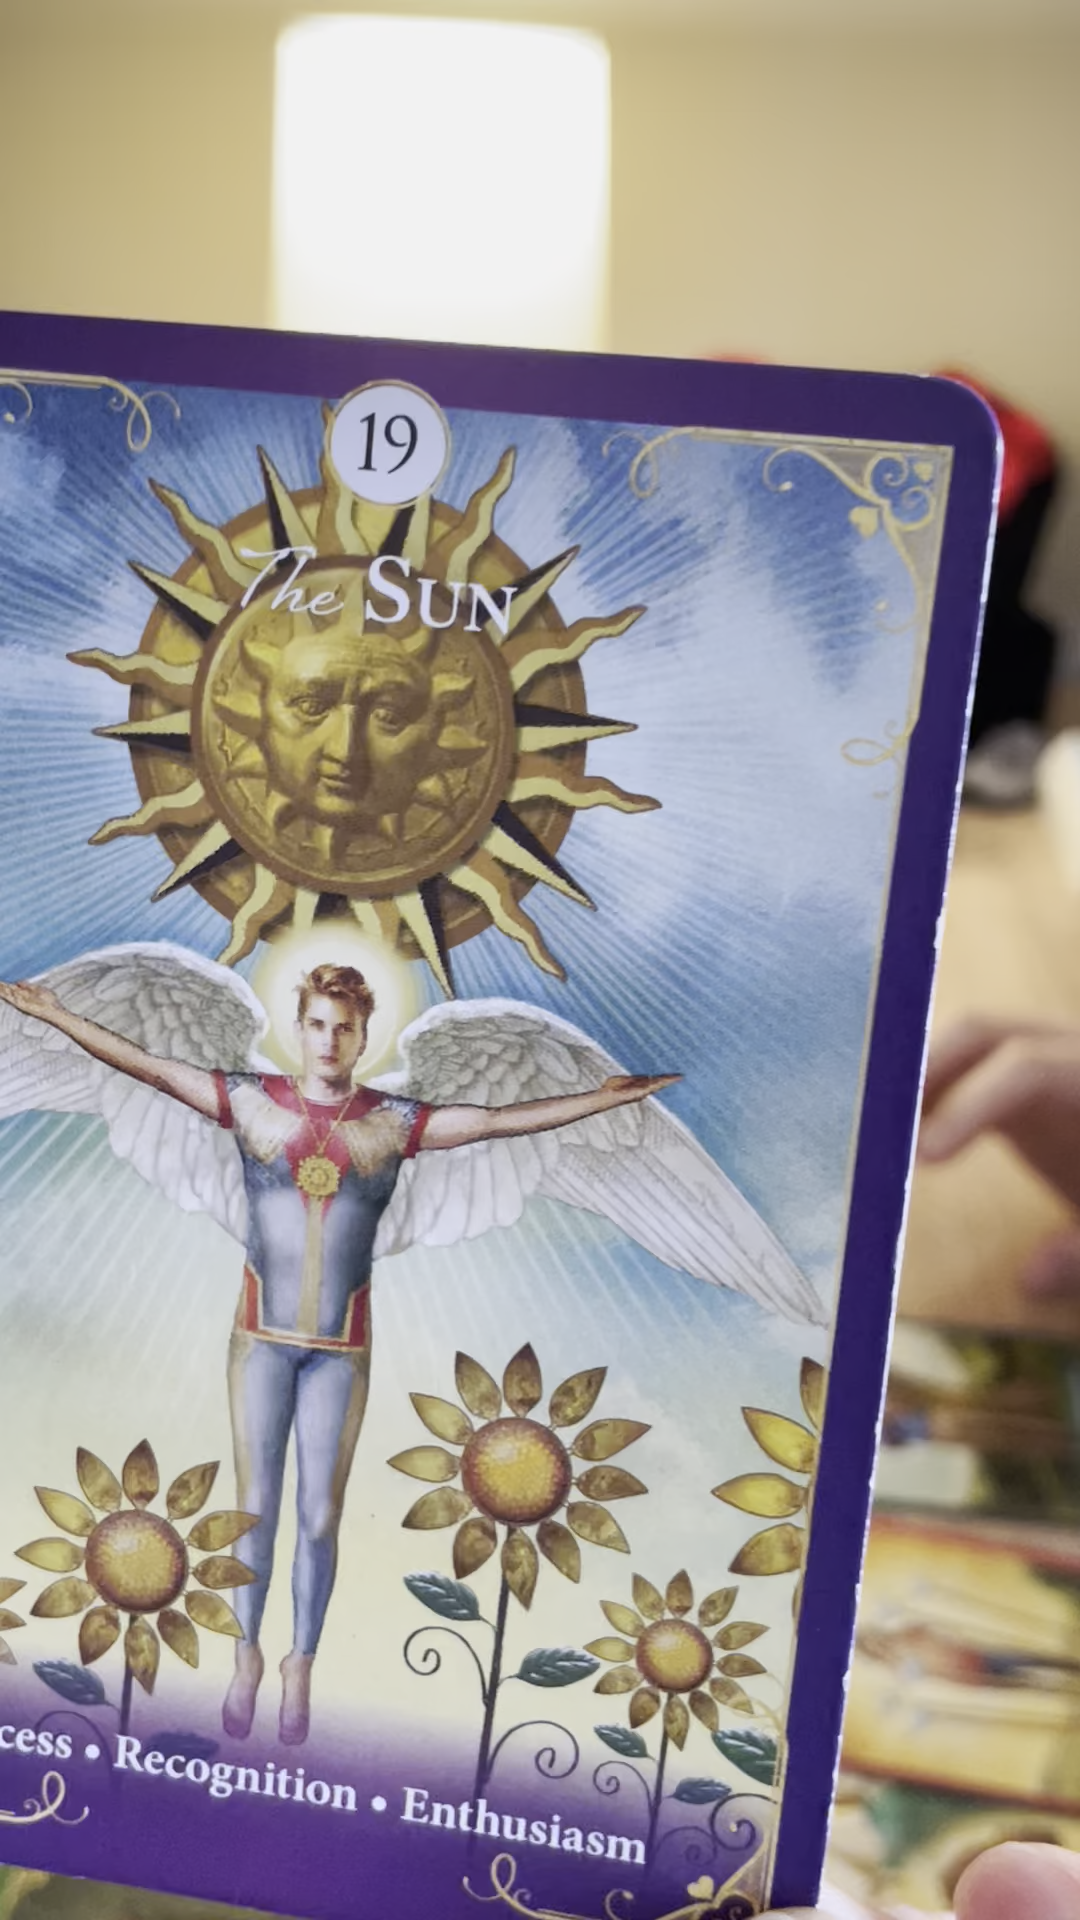 19
The SUN
cess • Recognition • Enthusiasm